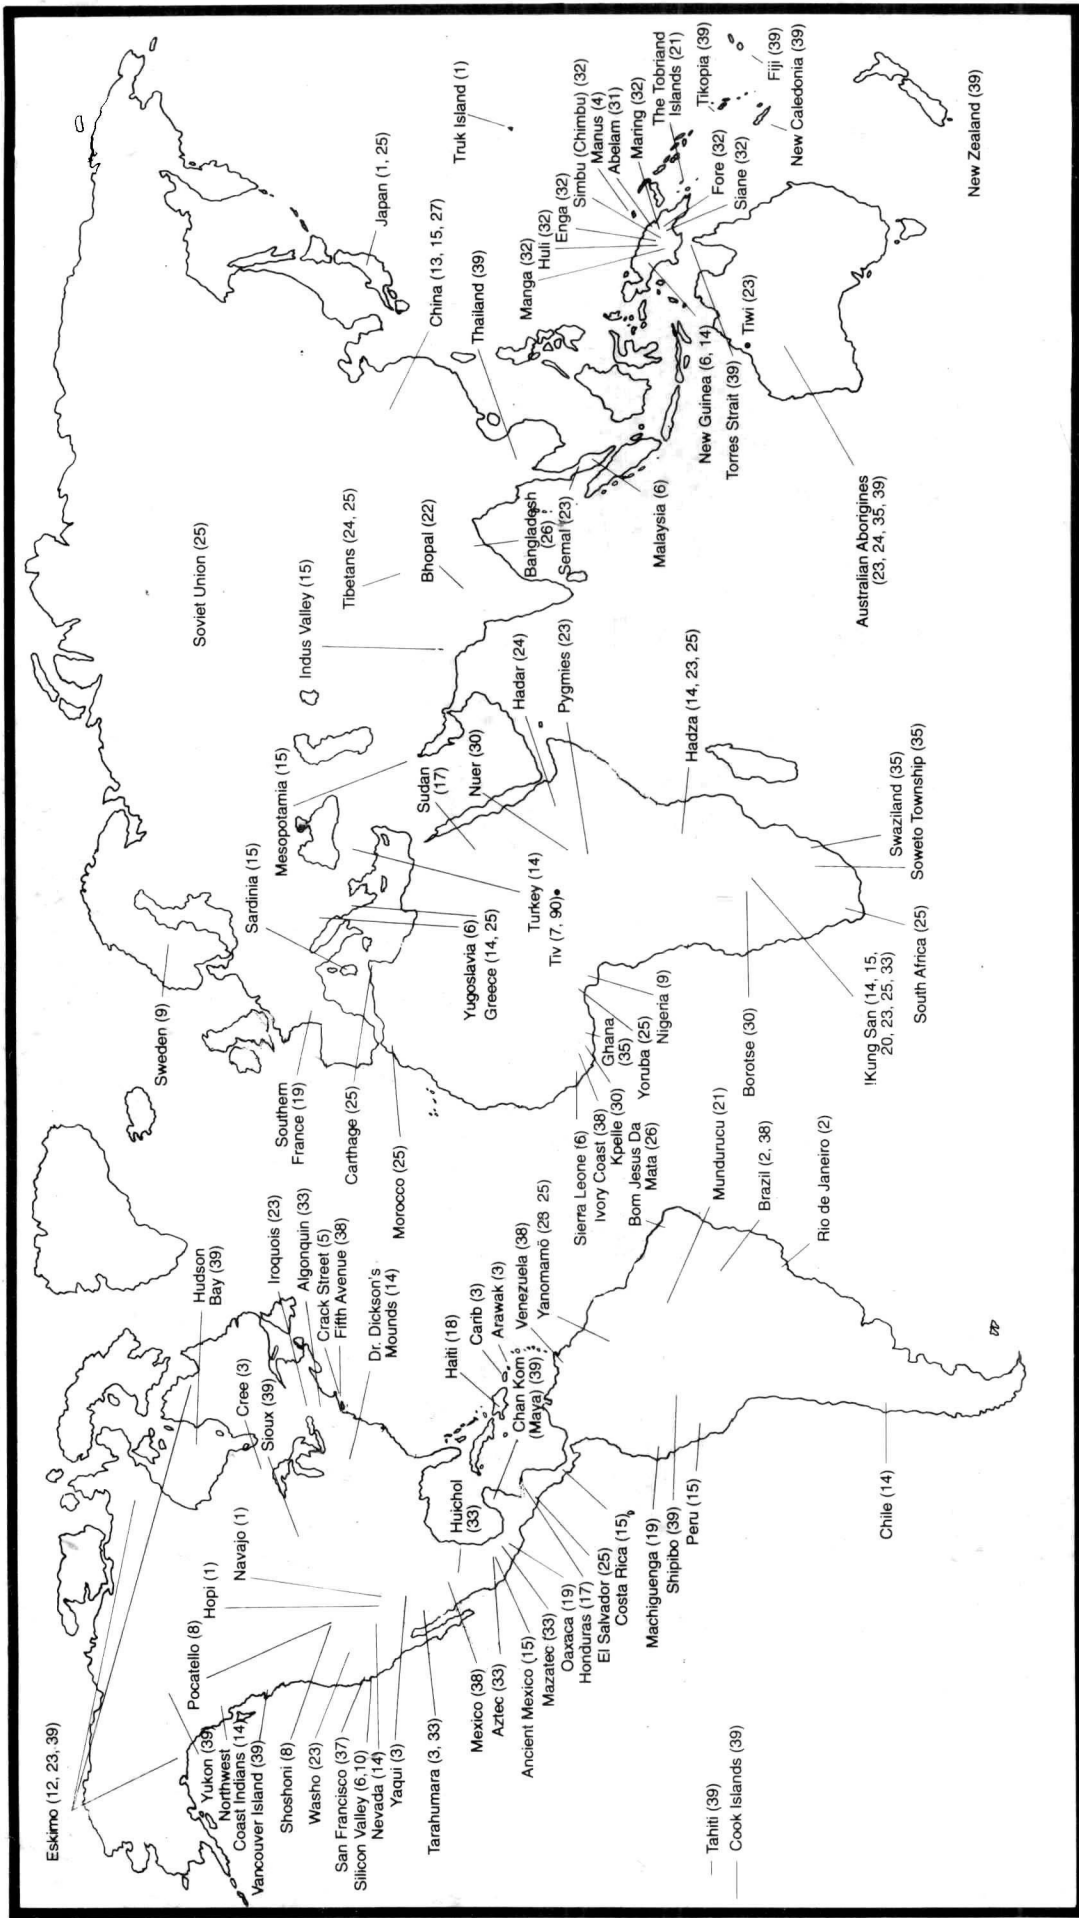 Eskimo (12, 23, 39)
Yukon (39)
Northwest
Coast Indians (14)
Vancouver Island (39)
Pocatello (8)
Shoshoni (8)
Washo (23)
San Francisco (37)
Silicon Valley (6,10)
Nevada (14)
Yaqui (3)
Tarahumara (3, 33)
Hopi (1)
Navajo (1)
Mexico (38)
Aztec (33)
Ancient Mexico (15)
Mazatec (33)
Oaxaca (19)
Honduras (17)
El Salvador (25)
Costa Rica (15)
Tahiti (39)
Cook Islands (39)
Hudson
Bay (39)
Cree (3)
Sioux (39)
Iroquois (23)
Algonquin (33)
Crack Street (5)
Fifth Avenue (38)
Dr. Dickson's
Mounds (14)
Huichol
(33)
Haiti (18)
Carib (3)
Arawak (3)
Chan Kom
(Maya) (39)
Venezuela (38)
Yanomamö (28 25)
Machiguenga (19)
Shipibo (39)
Peru (15)
Chile (14)
Bom Jesus Da
Mata (26)
Mundurucu (21)
Brazil (2, 38)
Rio de Janeiro (2)
Sweden (9)
Southern
France (19)
Carthage (25)
Morocco (25)
Sardinia (15)
Mesopotamia (15)
Yugoslavia (6)
Greece (14, 25)
Turkey (14)
Tiv (7, 90)
Sudan
(17)
Nuer (30)
Hadar (24)
Pygmies (23)
Sierra Leone (6)
Ivory Coast (38)
Kpelle (30)
Ghana
(35)
Yoruba (25)
Nigeria (9)
Borotse (30)
!Kung San (14, 15,
20, 23, 25, 33)
South Africa (25)
Hadza (14, 23, 25)
Swaziland (35)
Soweto Township (35)
Soviet Union (25)
Indus Valley (15)
Tibetans (24, 25)
Bhopal (22)
Bangladesh
(26)
Semai (23)
Malaysia (6)
Japan (1, 25)
China (13, 15, 27)
Thailand (39)
Truk Island (1)
Manga (32)
Huli (32)
Enga (32)
Simbu (Chimbu) (32)
Manus (4)
Abelam (31)
Maring (32)
The Tobriand
Islands (21)
Tikopia (39)
Fiji (39)
New Caledonia (39)
Fore (32)
Siane (32)
New Guinea (6, 14)
Torres Strait (39)
Tiwi (23)
Australian Aborigines
(23, 24, 35, 39)
New Zealand (39)